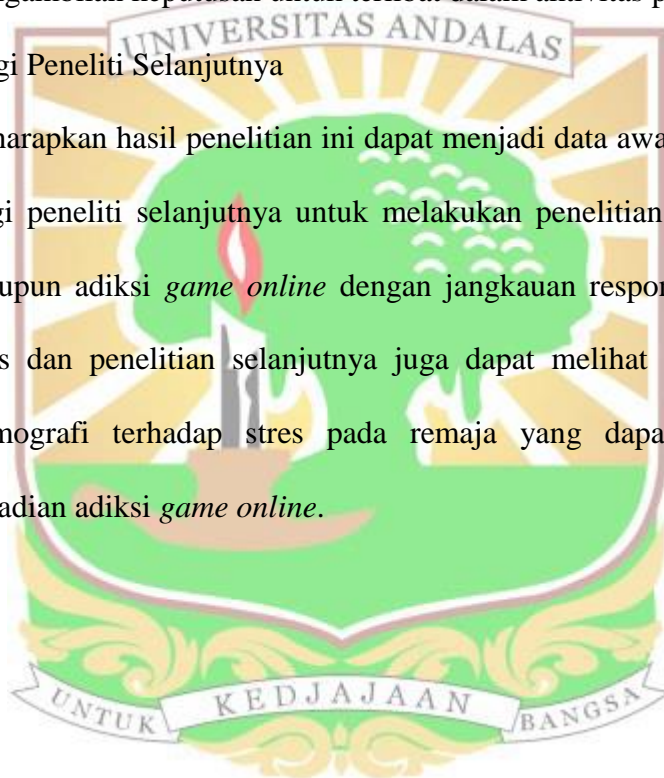 UNIVERSITAS ANDALAS
gi Peneliti Selanjutnya
harapkan hasil penelitian ini dapat menjadi data awa
gi peneliti selanjutnya untuk melakukan penelitian
upun adiksi game online dengan jangkauan respon
s dan penelitian selanjutnya juga dapat melihat
mografi terhadap stres pada remaja yang dapa
adian adiksi game online.
UNTUK KEDJAJAAN BANGSA